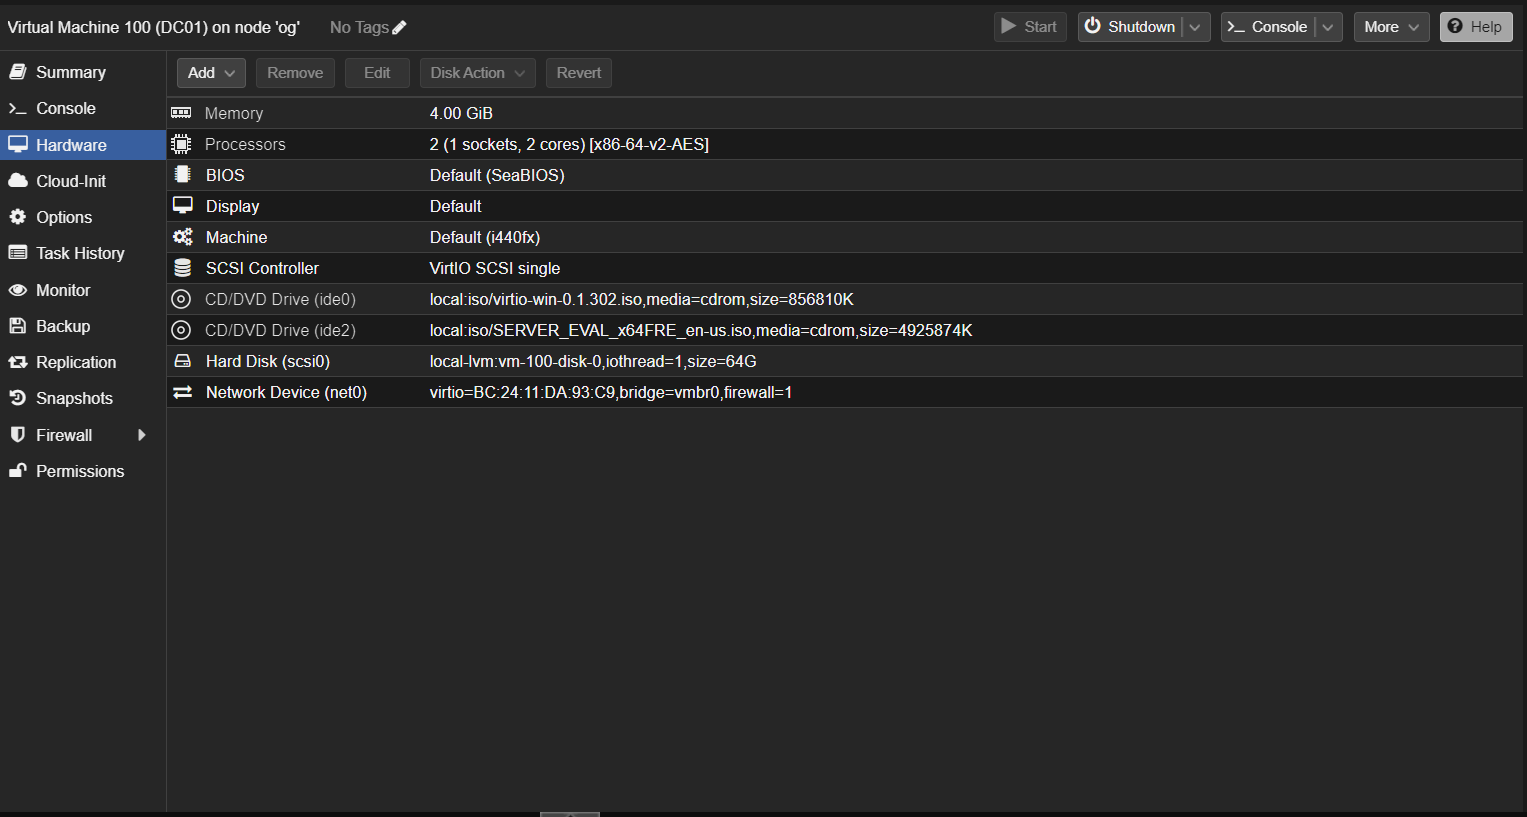 Virtual Machine 100 (DC01) on node 'og' No Tags Start Shutdown Console More Help
Summary
Console
Hardware
Cloud-Init
Options
Task History
Monitor
Backup
Replication
Snapshots
Firewall
Permissions
Add Remove Edit Disk Action Revert
Memory 4.00 GiB
Processors 2 (1 sockets, 2 cores) [x86-64-v2-AES]
BIOS Default (SeaBIOS)
Display Default
Machine Default (i440fx)
SCSI Controller VirtIO SCSI single
CD/DVD Drive (ide0) local:iso/virtio-win-0.1.302.iso,media=cdrom,size=856810K
CD/DVD Drive (ide2) local:iso/SERVER_EVAL_x64FRE_en-us.iso,media=cdrom,size=4925874K
Hard Disk (scsi0) local-lvm:vm-100-disk-0,iothread=1,size=64G
Network Device (net0) virtio=BC:24:11:DA:93:C9,bridge=vmbr0,firewall=1